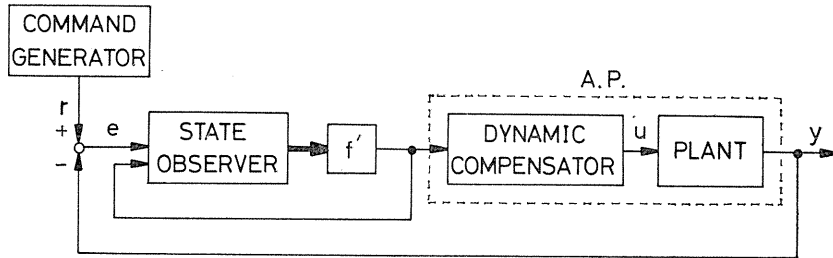 COMMAND
GENERATOR
A.P.
r
+
e
−
STATE
OBSERVER
f'
DYNAMIC
COMPENSATOR
u
PLANT
y